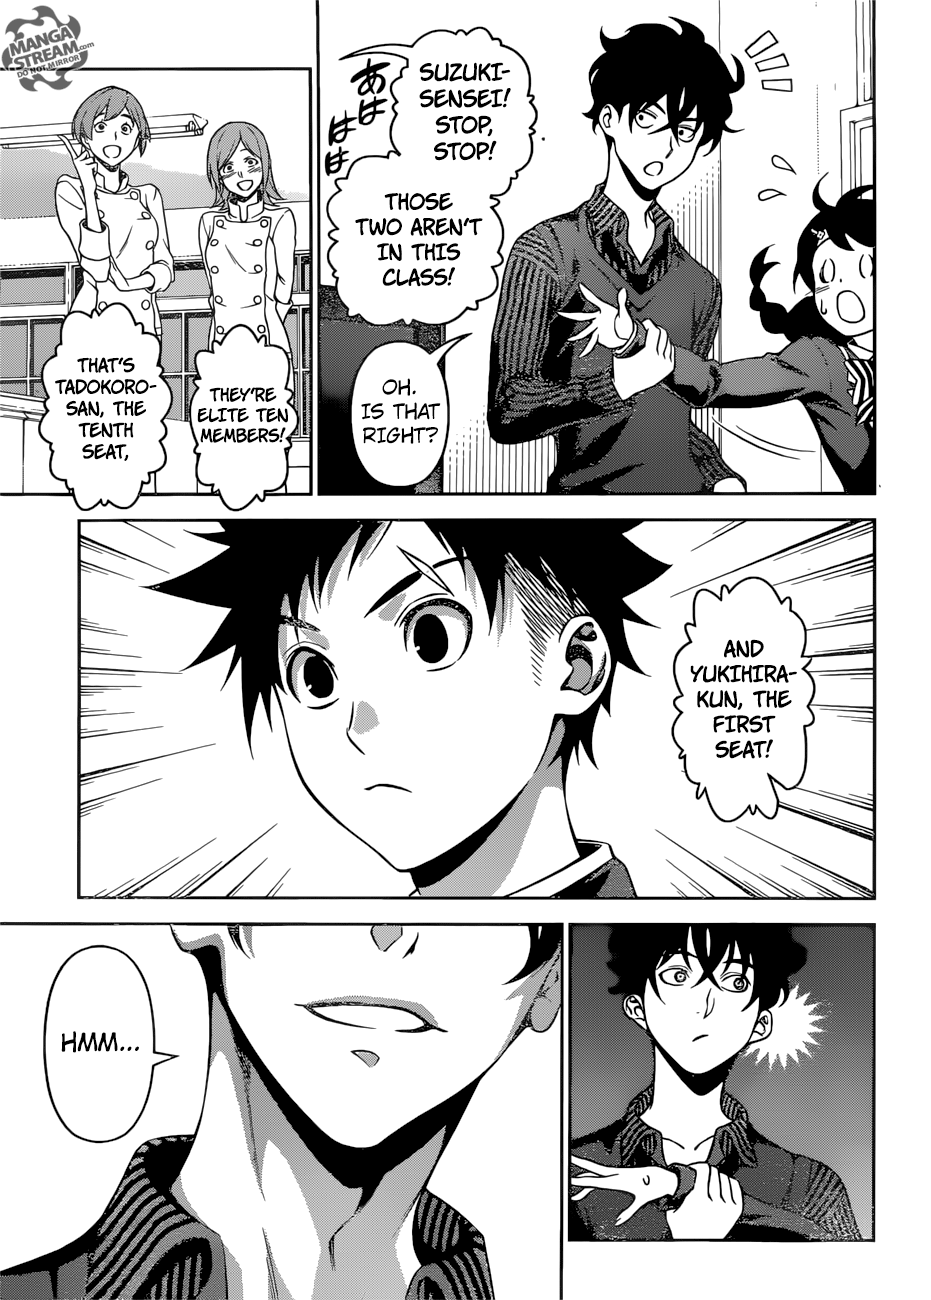 SUZUKI-
SENSEI!
STOP,
STOP!
THOSE
TWO AREN'T
IN THIS
CLASS!
あはははは
OH.
IS THAT
RIGHT?
MANGA
STREAM.com
DO NOT MIRROR
THEY'RE
ELITE TEN
MEMBERS!
THAT'S
TADOKORO-
SAN, THE
TENTH
SEAT,
AND
YUKIHIRA-
KUN, THE
FIRST
SEAT!
HMM...